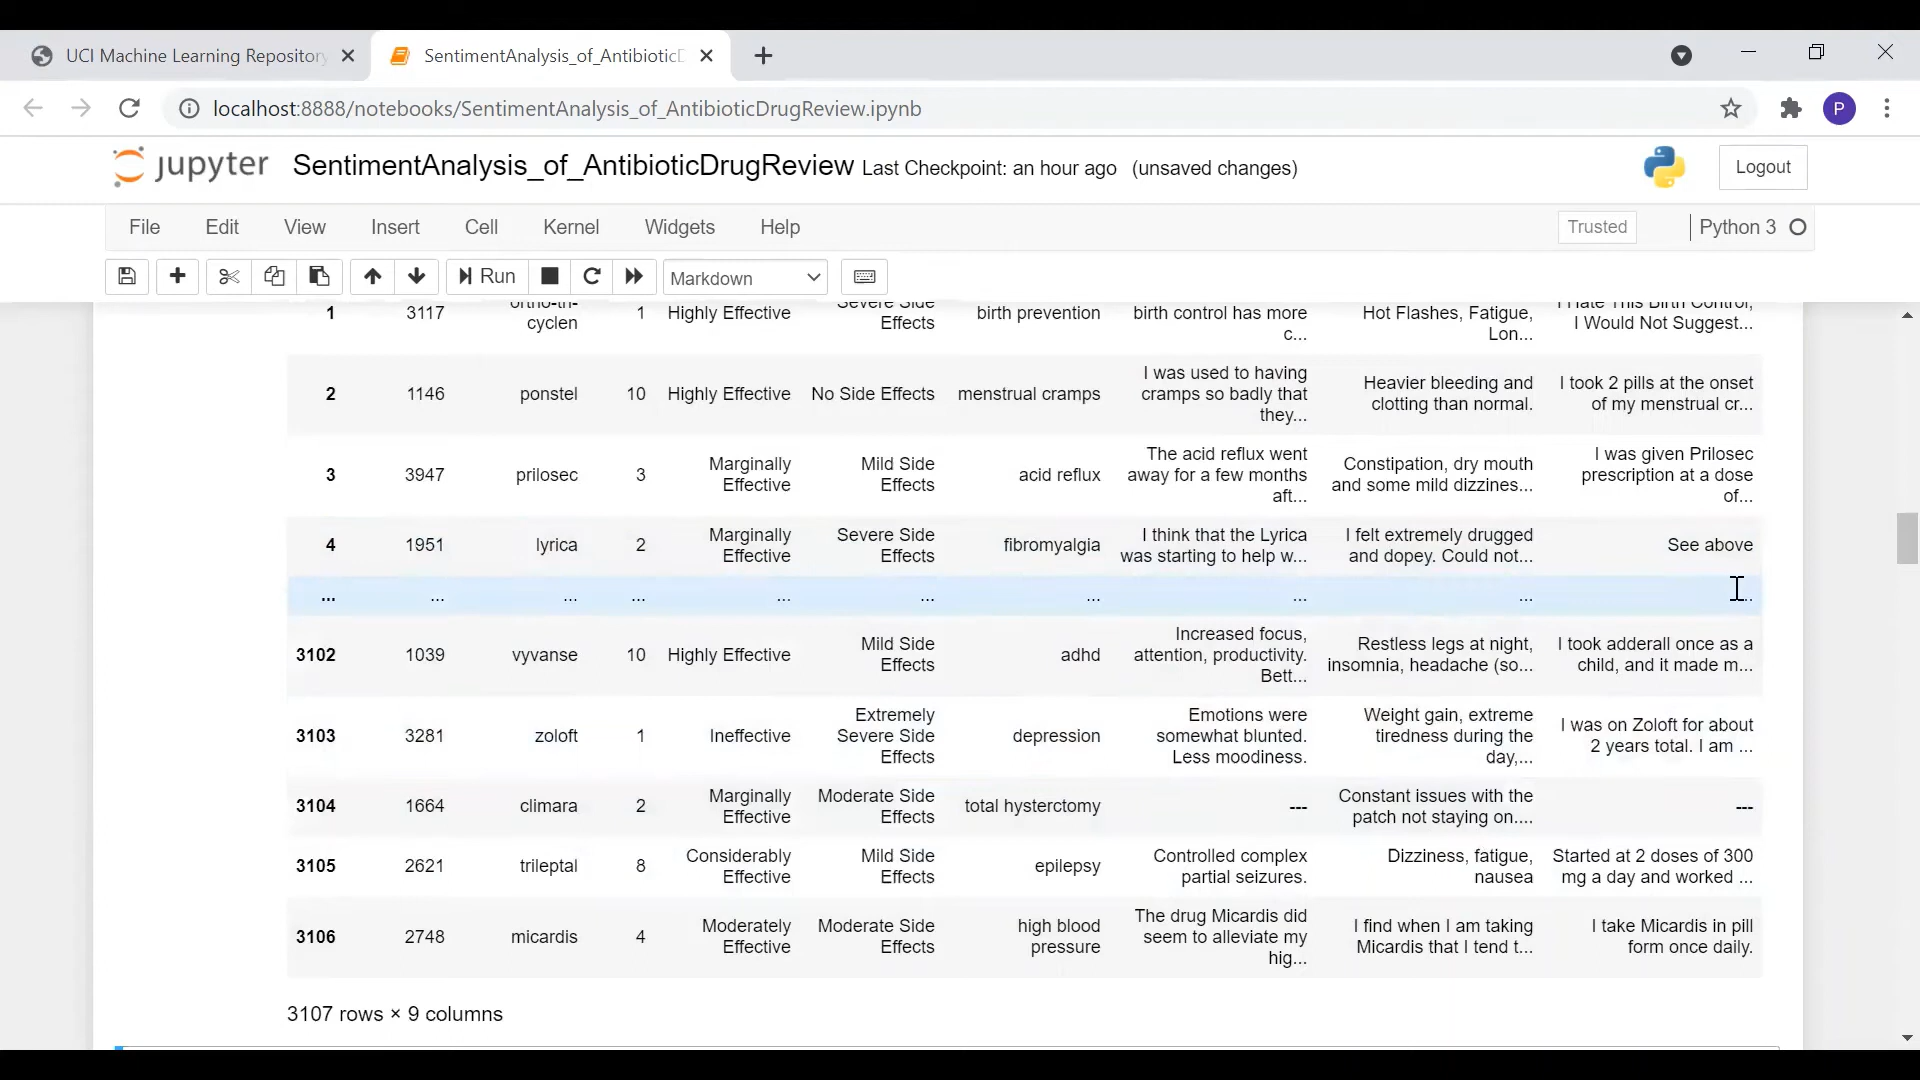 UCI Machine Learning Repository
SentimentAnalysis_of_AntibioticD
localhost:8888/notebooks/SentimentAnalysis_of_AntibioticDrugReview.ipynb
P
jupyter SentimentAnalysis_of_AntibioticDrugReview Last Checkpoint: an hour ago (unsaved changes)
Logout
File Edit View Insert Cell Kernel Widgets Help
Trusted
Python 3
Run
Markdown
1 3117 ortho-tri-cyclen 1 Highly Effective Severe Side Effects birth prevention birth control has more c... Hot Flashes, Fatigue, Lon... I Hate This Birth Control, I Would Not Suggest...
2 1146 ponstel 10 Highly Effective No Side Effects menstrual cramps I was used to having cramps so badly that they... Heavier bleeding and clotting than normal. I took 2 pills at the onset of my menstrual cr...
3 3947 prilosec 3 Marginally Effective Mild Side Effects acid reflux The acid reflux went away for a few months aft... Constipation, dry mouth and some mild dizzines... I was given Prilosec prescription at a dose of...
4 1951 lyrica 2 Marginally Effective Severe Side Effects fibromyalgia I think that the Lyrica was starting to help w... I felt extremely drugged and dopey. Could not... See above
... ... ... ... ... ... ... ... ... ...
3102 1039 vyvanse 10 Highly Effective Mild Side Effects adhd Increased focus, attention, productivity. Bett... Restless legs at night, insomnia, headache (so... I took adderall once as a child, and it made m...
3103 3281 zoloft 1 Ineffective Extremely Severe Side Effects depression Emotions were somewhat blunted. Less moodiness. Weight gain, extreme tiredness during the day,... I was on Zoloft for about 2 years total. I am ...
3104 1664 climara 2 Marginally Effective Moderate Side Effects total hysterctomy --- Constant issues with the patch not staying on.... ---
3105 2621 trileptal 8 Considerably Effective Mild Side Effects epilepsy Controlled complex partial seizures. Dizziness, fatigue, nausea Started at 2 doses of 300 mg a day and worked ...
3106 2748 micardis 4 Moderately Effective Moderate Side Effects high blood pressure The drug Micardis did seem to alleviate my hig... I find when I am taking Micardis that I tend t... I take Micardis in pill form once daily.
3107 rows × 9 columns